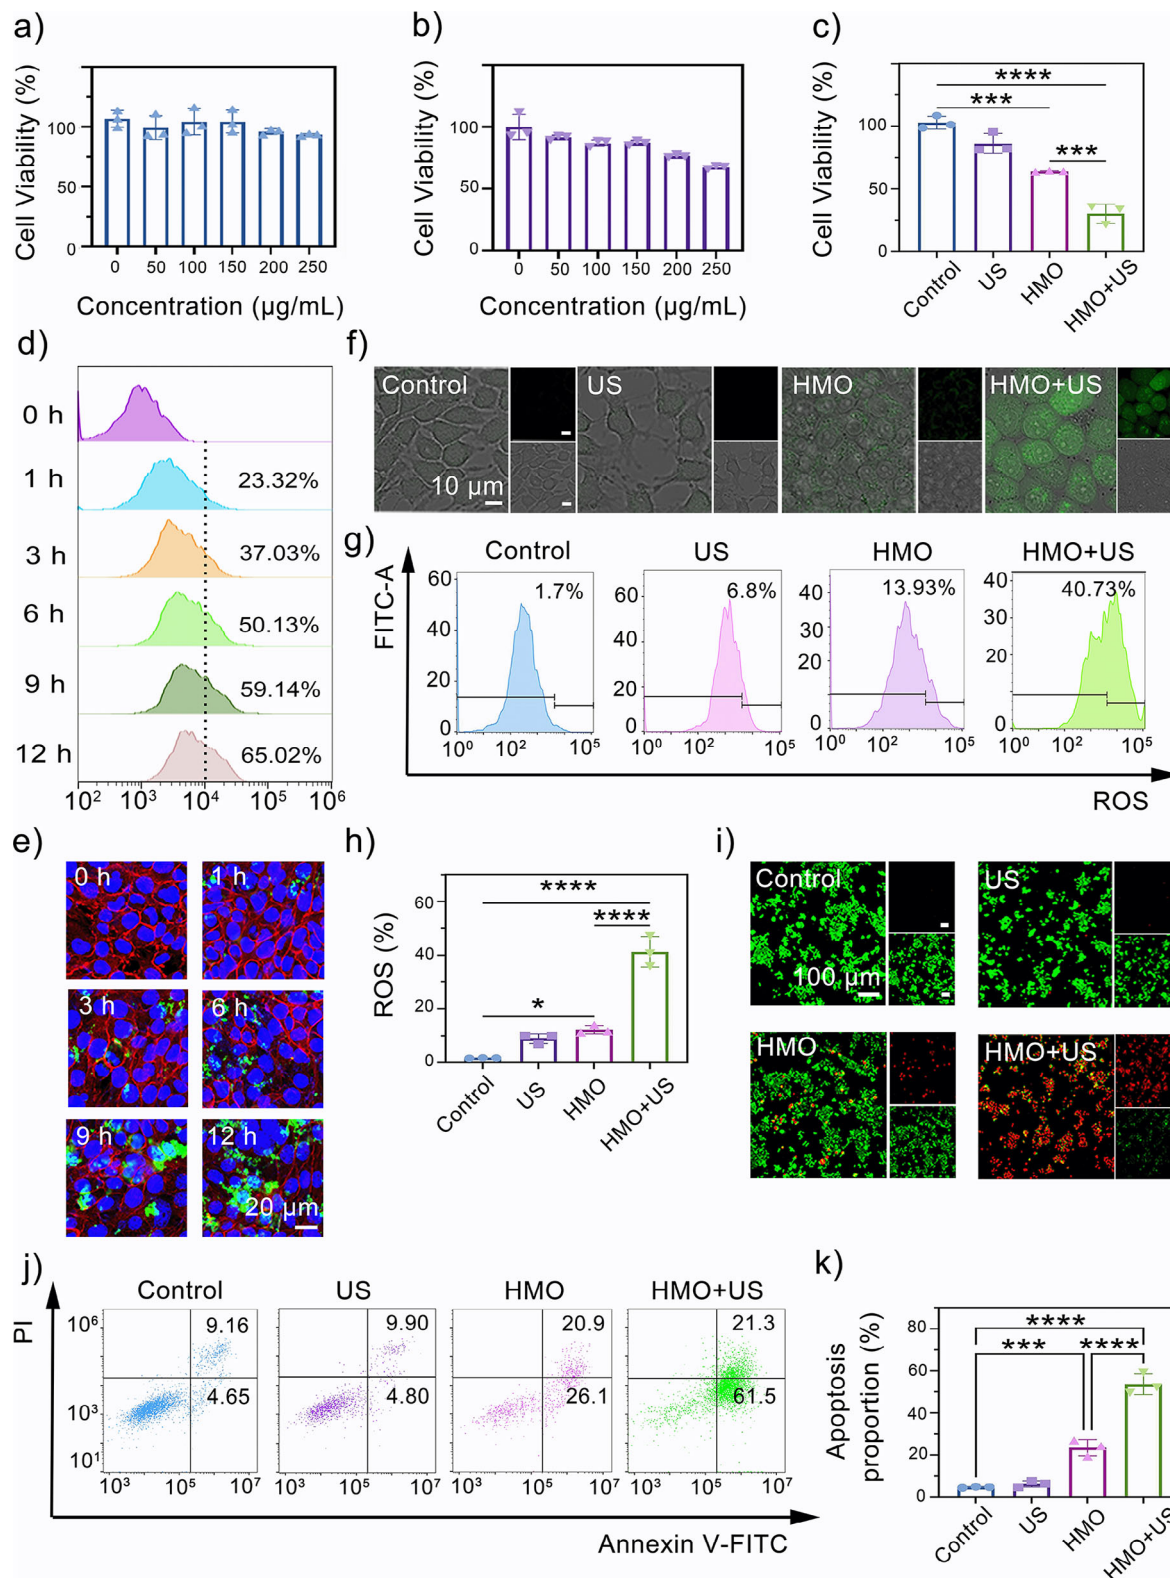 a)
Cell Viability (%)
100
50
0
0 50 100 150 200 250
Concentration (µg/mL)
b)
Cell Viability (%)
100
50
0
0 50 100 150 200 250
Concentration (µg/mL)
c)
Cell Viability (%)
100
50
0
****
***
***
Control US HMO HMO+US
d)
0 h
1 h 23.32%
3 h 37.03%
6 h 50.13%
9 h 59.14%
12 h 65.02%
10² 10³ 10⁴ 10⁵ 10⁶
f)
Control US HMO HMO+US
10 µm
g)
FITC-A
Control US HMO HMO+US
1.7%
60
40
20
0
10⁰ 10² 10⁵
6.8%
60
40
20
0
10⁰ 10² 10⁵
13.93%
40
30
20
10
0
10⁰ 10² 10⁵
40.73%
40
30
20
10
0
10⁰ 10² 10⁵
ROS
e)
0 h 1 h
3 h 6 h
9 h 12 h
20 µm
h)
ROS (%)
60
40
20
0
****
****
*
Control US HMO HMO+US
i)
Control US
100 µm
HMO HMO+US
j)
PI
Control US HMO HMO+US
10⁶
10³
10¹
9.16
4.65
9.90
4.80
20.9
26.1
21.3
61.5
10³ 10⁵ 10⁷ 10³ 10⁵ 10⁷ 10³ 10⁵ 10⁷ 10³ 10⁵ 10⁷
Annexin V-FITC
k)
Apoptosis
proportion (%)
80
60
40
20
0
****
*** ****
Control US HMO HMO+US